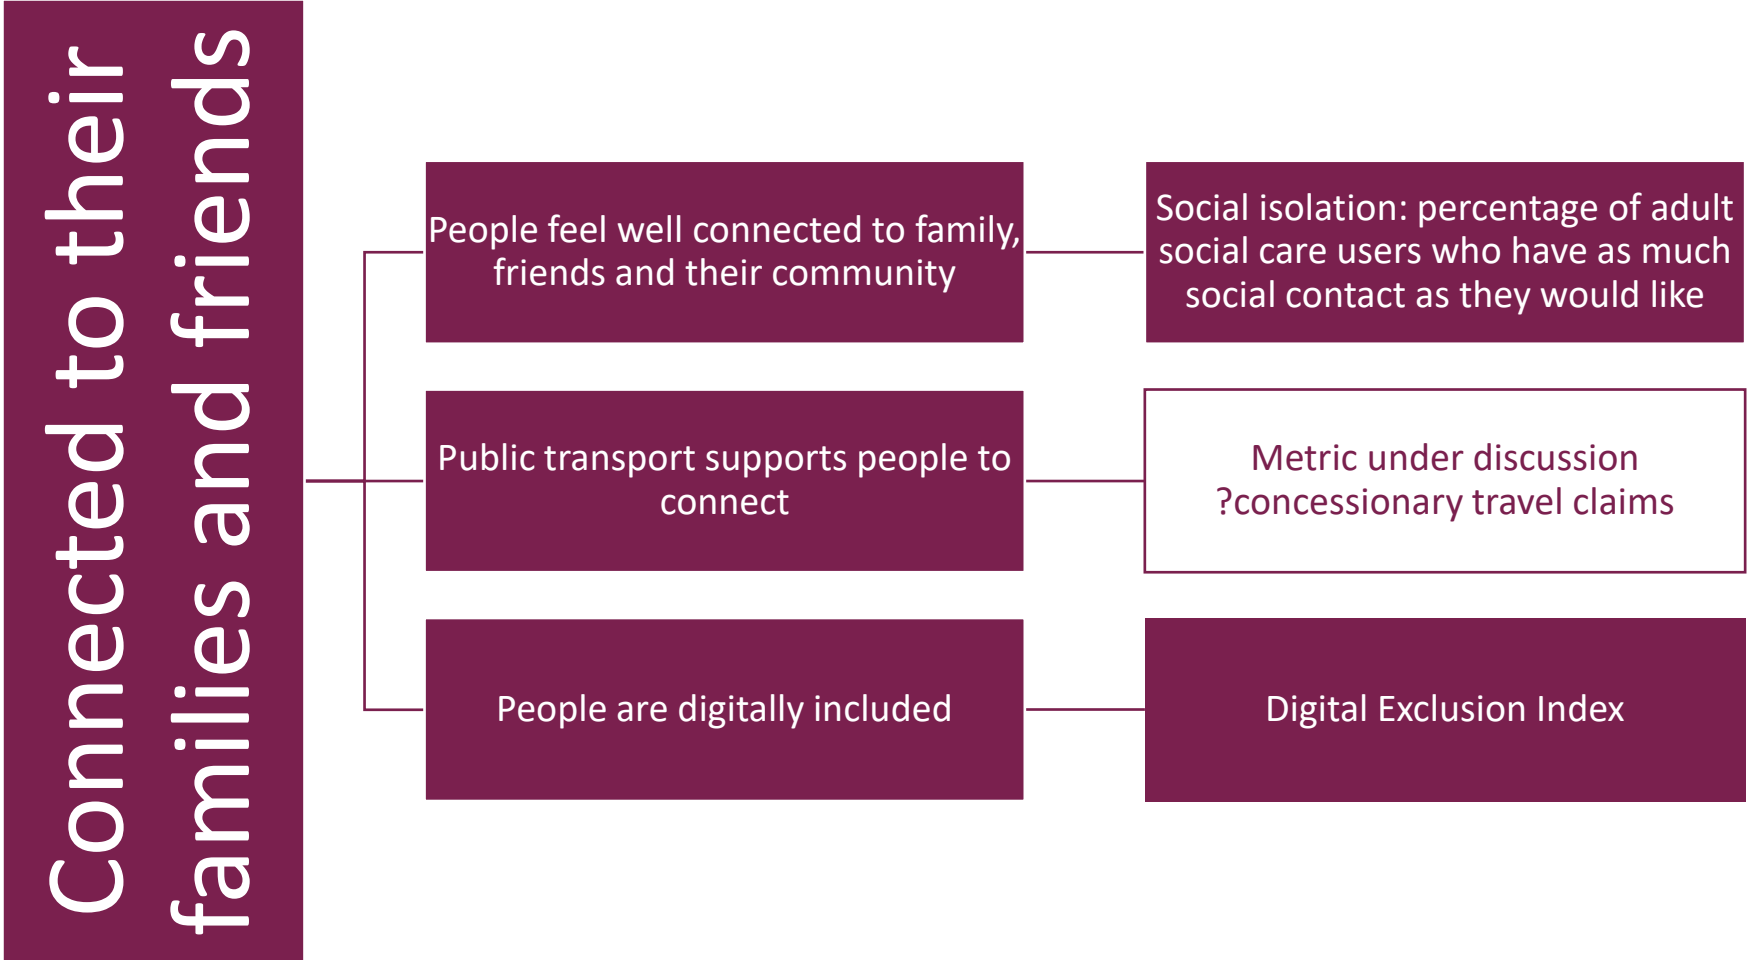 Connected to their
families and friends
People feel well connected to family,
friends and their community
Social isolation: percentage of adult
social care users who have as much
social contact as they would like
Public transport supports people to
connect
Metric under discussion
?concessionary travel claims
People are digitally included
Digital Exclusion Index